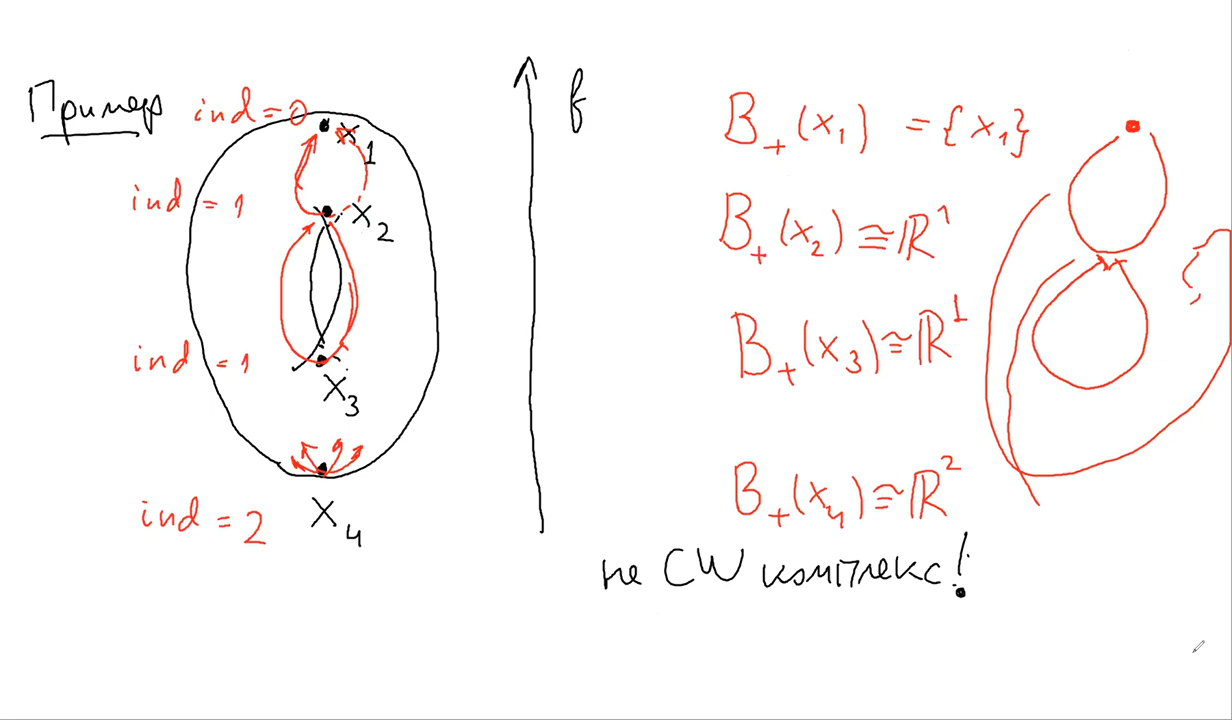 Пример
ind = 0
x₁
ind = 1
x₂
ind = 1
x₃
ind = 2
x₄
B₊(x₁) = {x₁}
B₊(x₂) ≅ ℝ¹
B₊(x₃) ≅ ℝ¹
B₊(x₄) ≅ ℝ²
не CW комплекс!